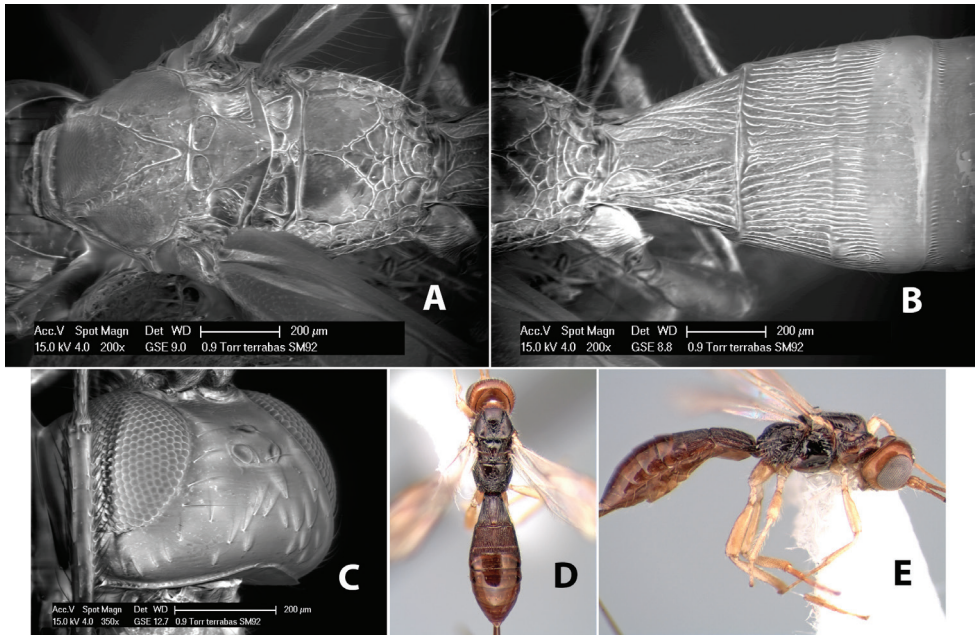 A
Acc.V Spot Magn Det WD 200 µm
15.0 kV 4.0 200x GSE 9.0 0.9 Torr terrabas SM92
B
Acc.V Spot Magn Det WD 200 µm
15.0 kV 4.0 200x GSE 8.8 0.9 Torr terrabas SM92
C
Acc.V Spot Magn Det WD 200 µm
15.0 kV 4.0 350x GSE 12.7 0.9 Torr terrabas SM92
D
E